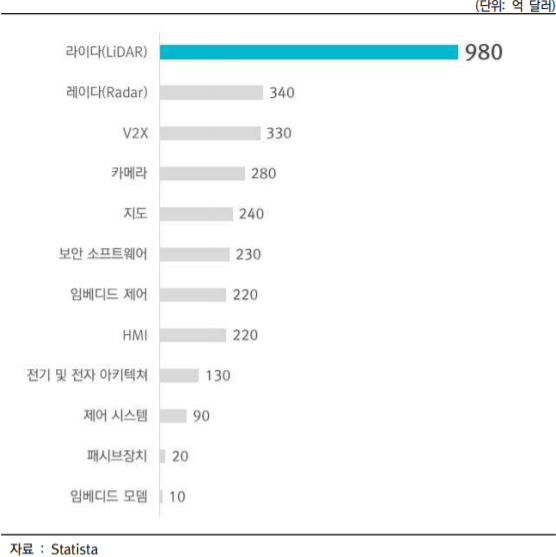 (단위: 억 달러)
라이다(LiDAR) 980
레이다(Radar) 340
V2X 330
카메라 280
지도 240
보안 소프트웨어 230
임베디드 제어 220
HMI 220
전기 및 전자 아키텍쳐 130
제어 시스템 90
패시브장치 20
임베디드 모뎀 10
자료 : Statista